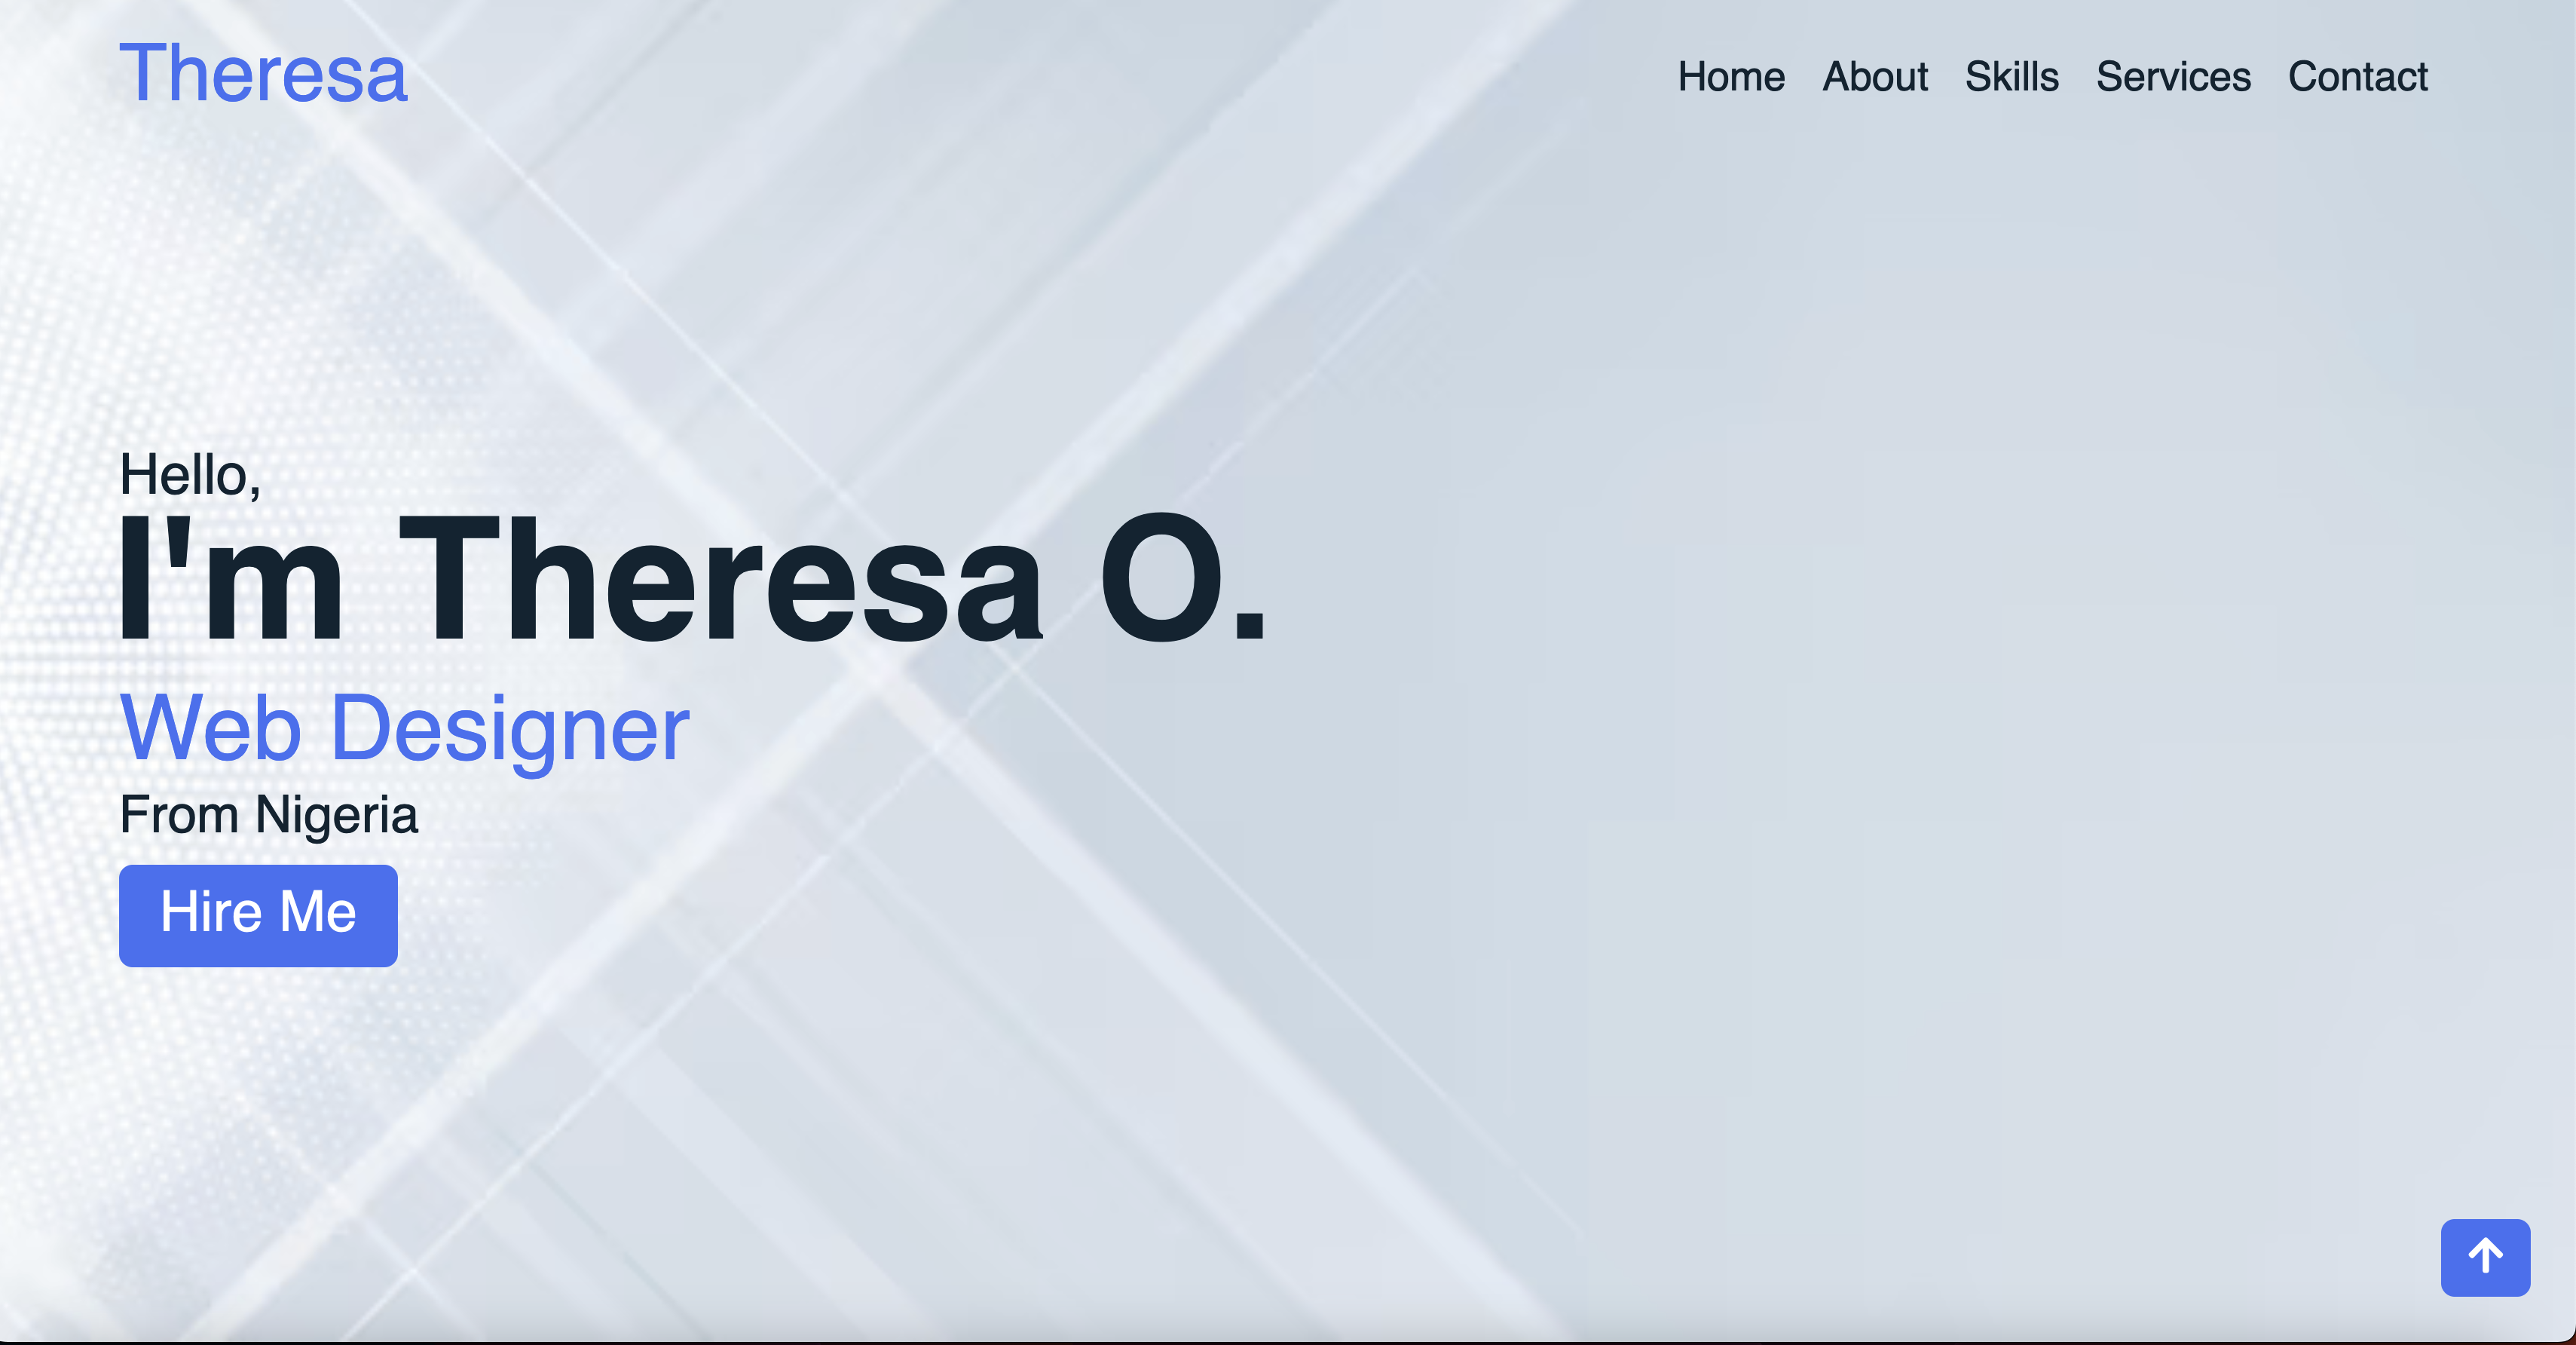 Theresa
Home About Skills Services Contact
Hello,
I'm Theresa O.
Web Designer
From Nigeria
Hire Me